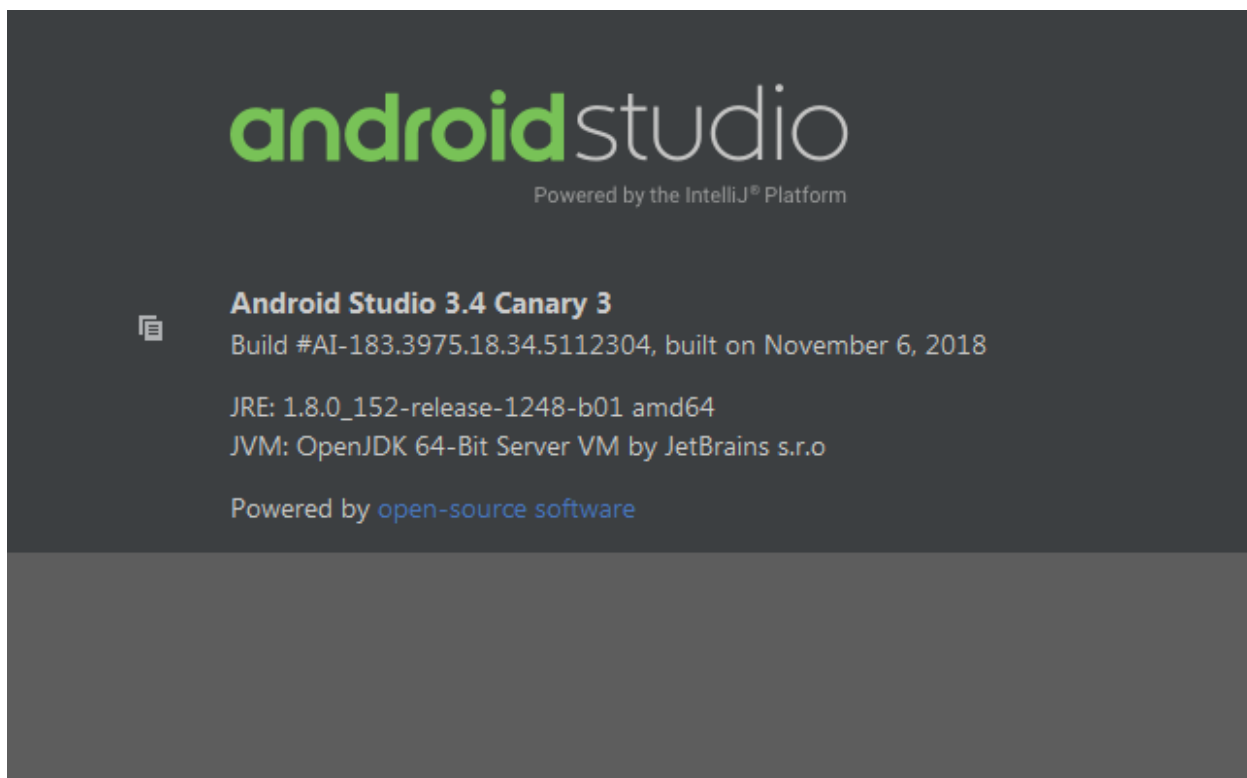 androidstudio
Powered by the IntelliJ® Platform
Android Studio 3.4 Canary 3
Build #AI-183.3975.18.34.5112304, built on November 6, 2018
JRE: 1.8.0_152-release-1248-b01 amd64
JVM: OpenJDK 64-Bit Server VM by JetBrains s.r.o
Powered by open-source software